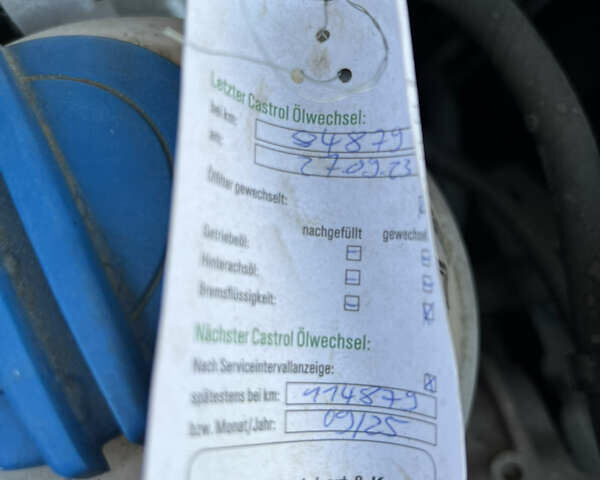 Letzter Castrol Ölwechsel:
bei km: 94879
am: 27.09.23
Ölfilter gewechselt:
nachgefüllt gewechselt
Getriebeöl:
Hinterachsöl:
Bremsflüssigkeit:
Nächster Castrol Ölwechsel:
Nach Serviceintervallanzeige:
spätestens bei km: 114879
bzw. Monat/Jahr: 09/25